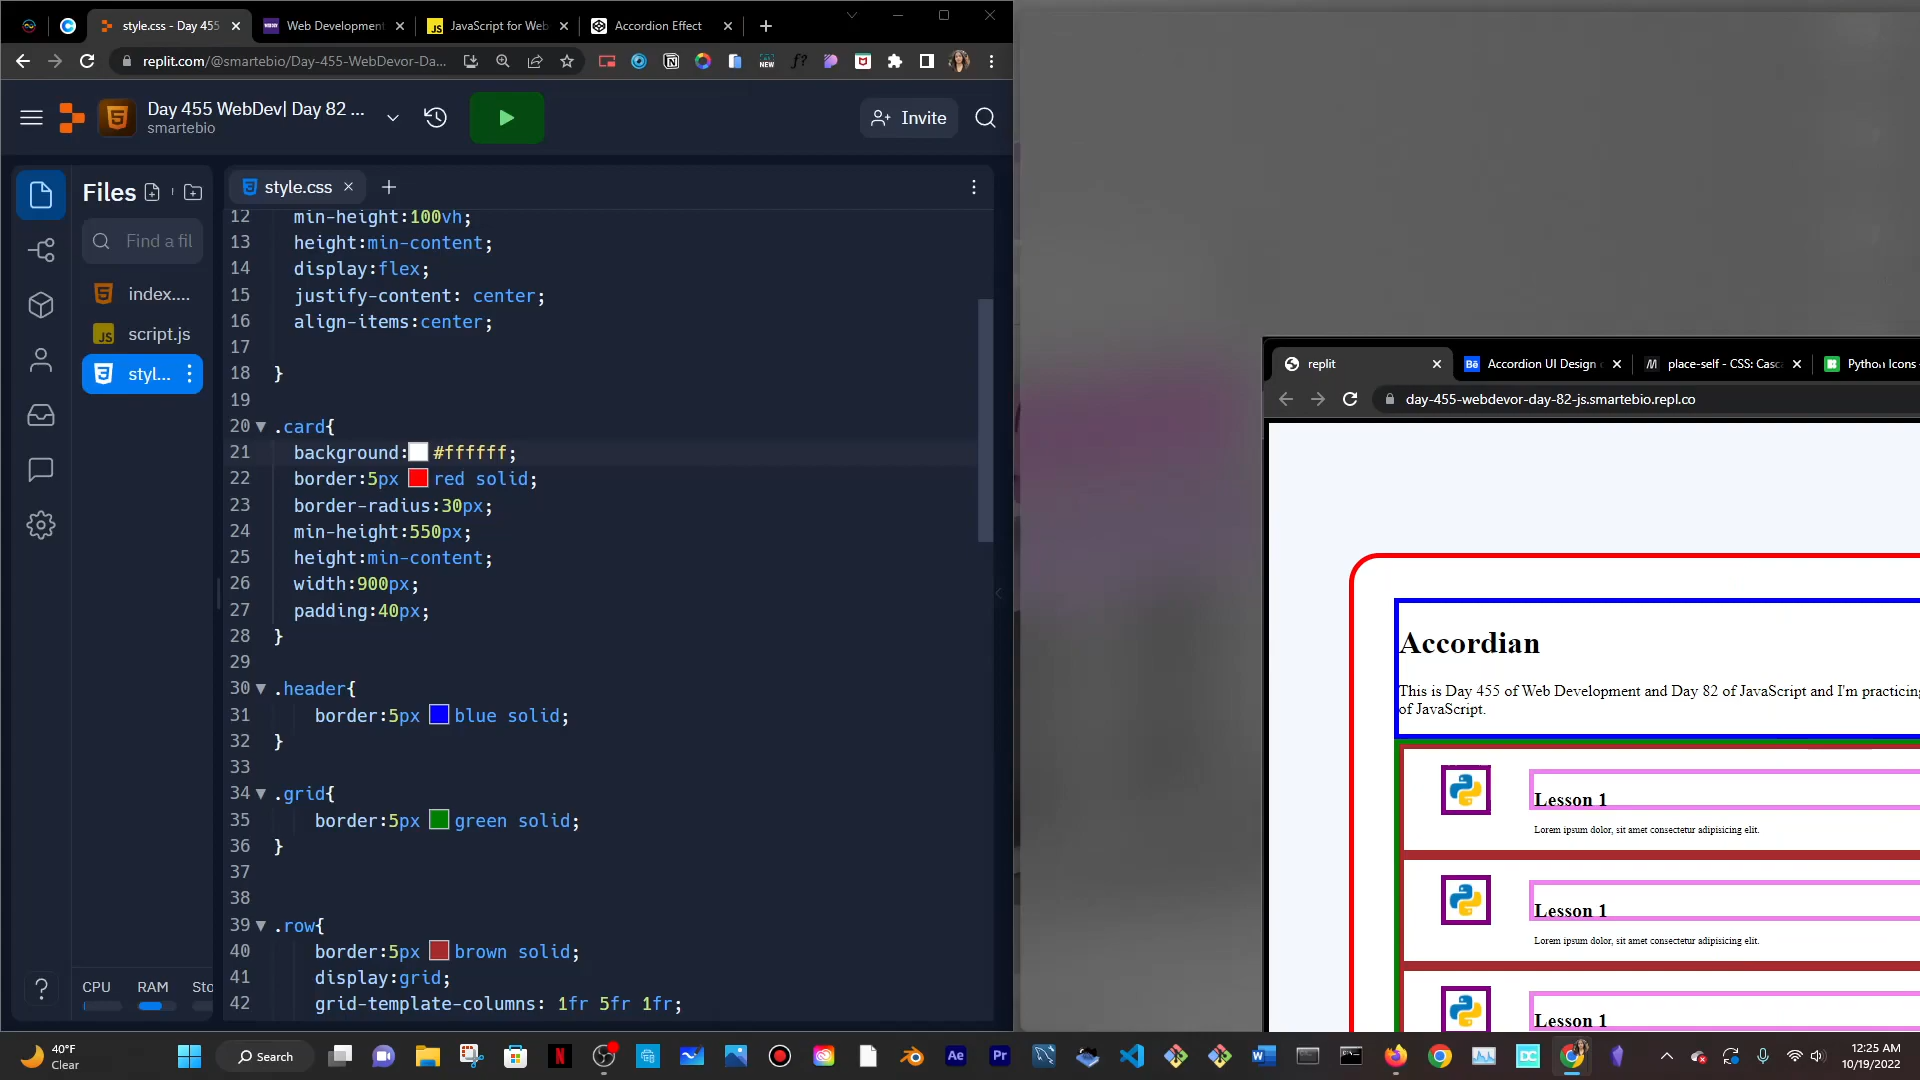 style.css - Day 455
Web Development
JavaScript for Web
Accordion Effect
replit.com/@smartebio/Day-455-WebDevor-Da...
Day 455 WebDev| Day 82 ...
smartebio
Invite
Files
style.css
Find a fil
index....
script.js
styl...
12 min-height:100vh;
13 height:min-content;
14 display:flex;
15 justify-content: center;
16 align-items:center;
17
18 }
19
20 .card{
21 background: #ffffff;
22 border:5px red solid;
23 border-radius:30px;
24 min-height:550px;
25 height:min-content;
26 width:900px;
27 padding:40px;
28 }
29
30 .header{
31 border:5px blue solid;
32 }
33
34 .grid{
35 border:5px green solid;
36 }
37
38
39 .row{
40 border:5px brown solid;
41 display:grid;
42 grid-template-columns: 1fr 5fr 1fr;
CPU RAM Sto
replit
Accordion UI Design
place-self - CSS: Casc
Python Icons
day-455-webdevor-day-82-js.smartebio.repl.co
Accordian
This is Day 455 of Web Development and Day 82 of JavaScript and I'm practicing
of JavaScript.
Lesson 1
Lorem ipsum dolor, sit amet consectetur adipisicing elit.
Lesson 1
Lorem ipsum dolor, sit amet consectetur adipisicing elit.
Lesson 1
40°F
Clear
Search
12:25 AM
10/19/2022